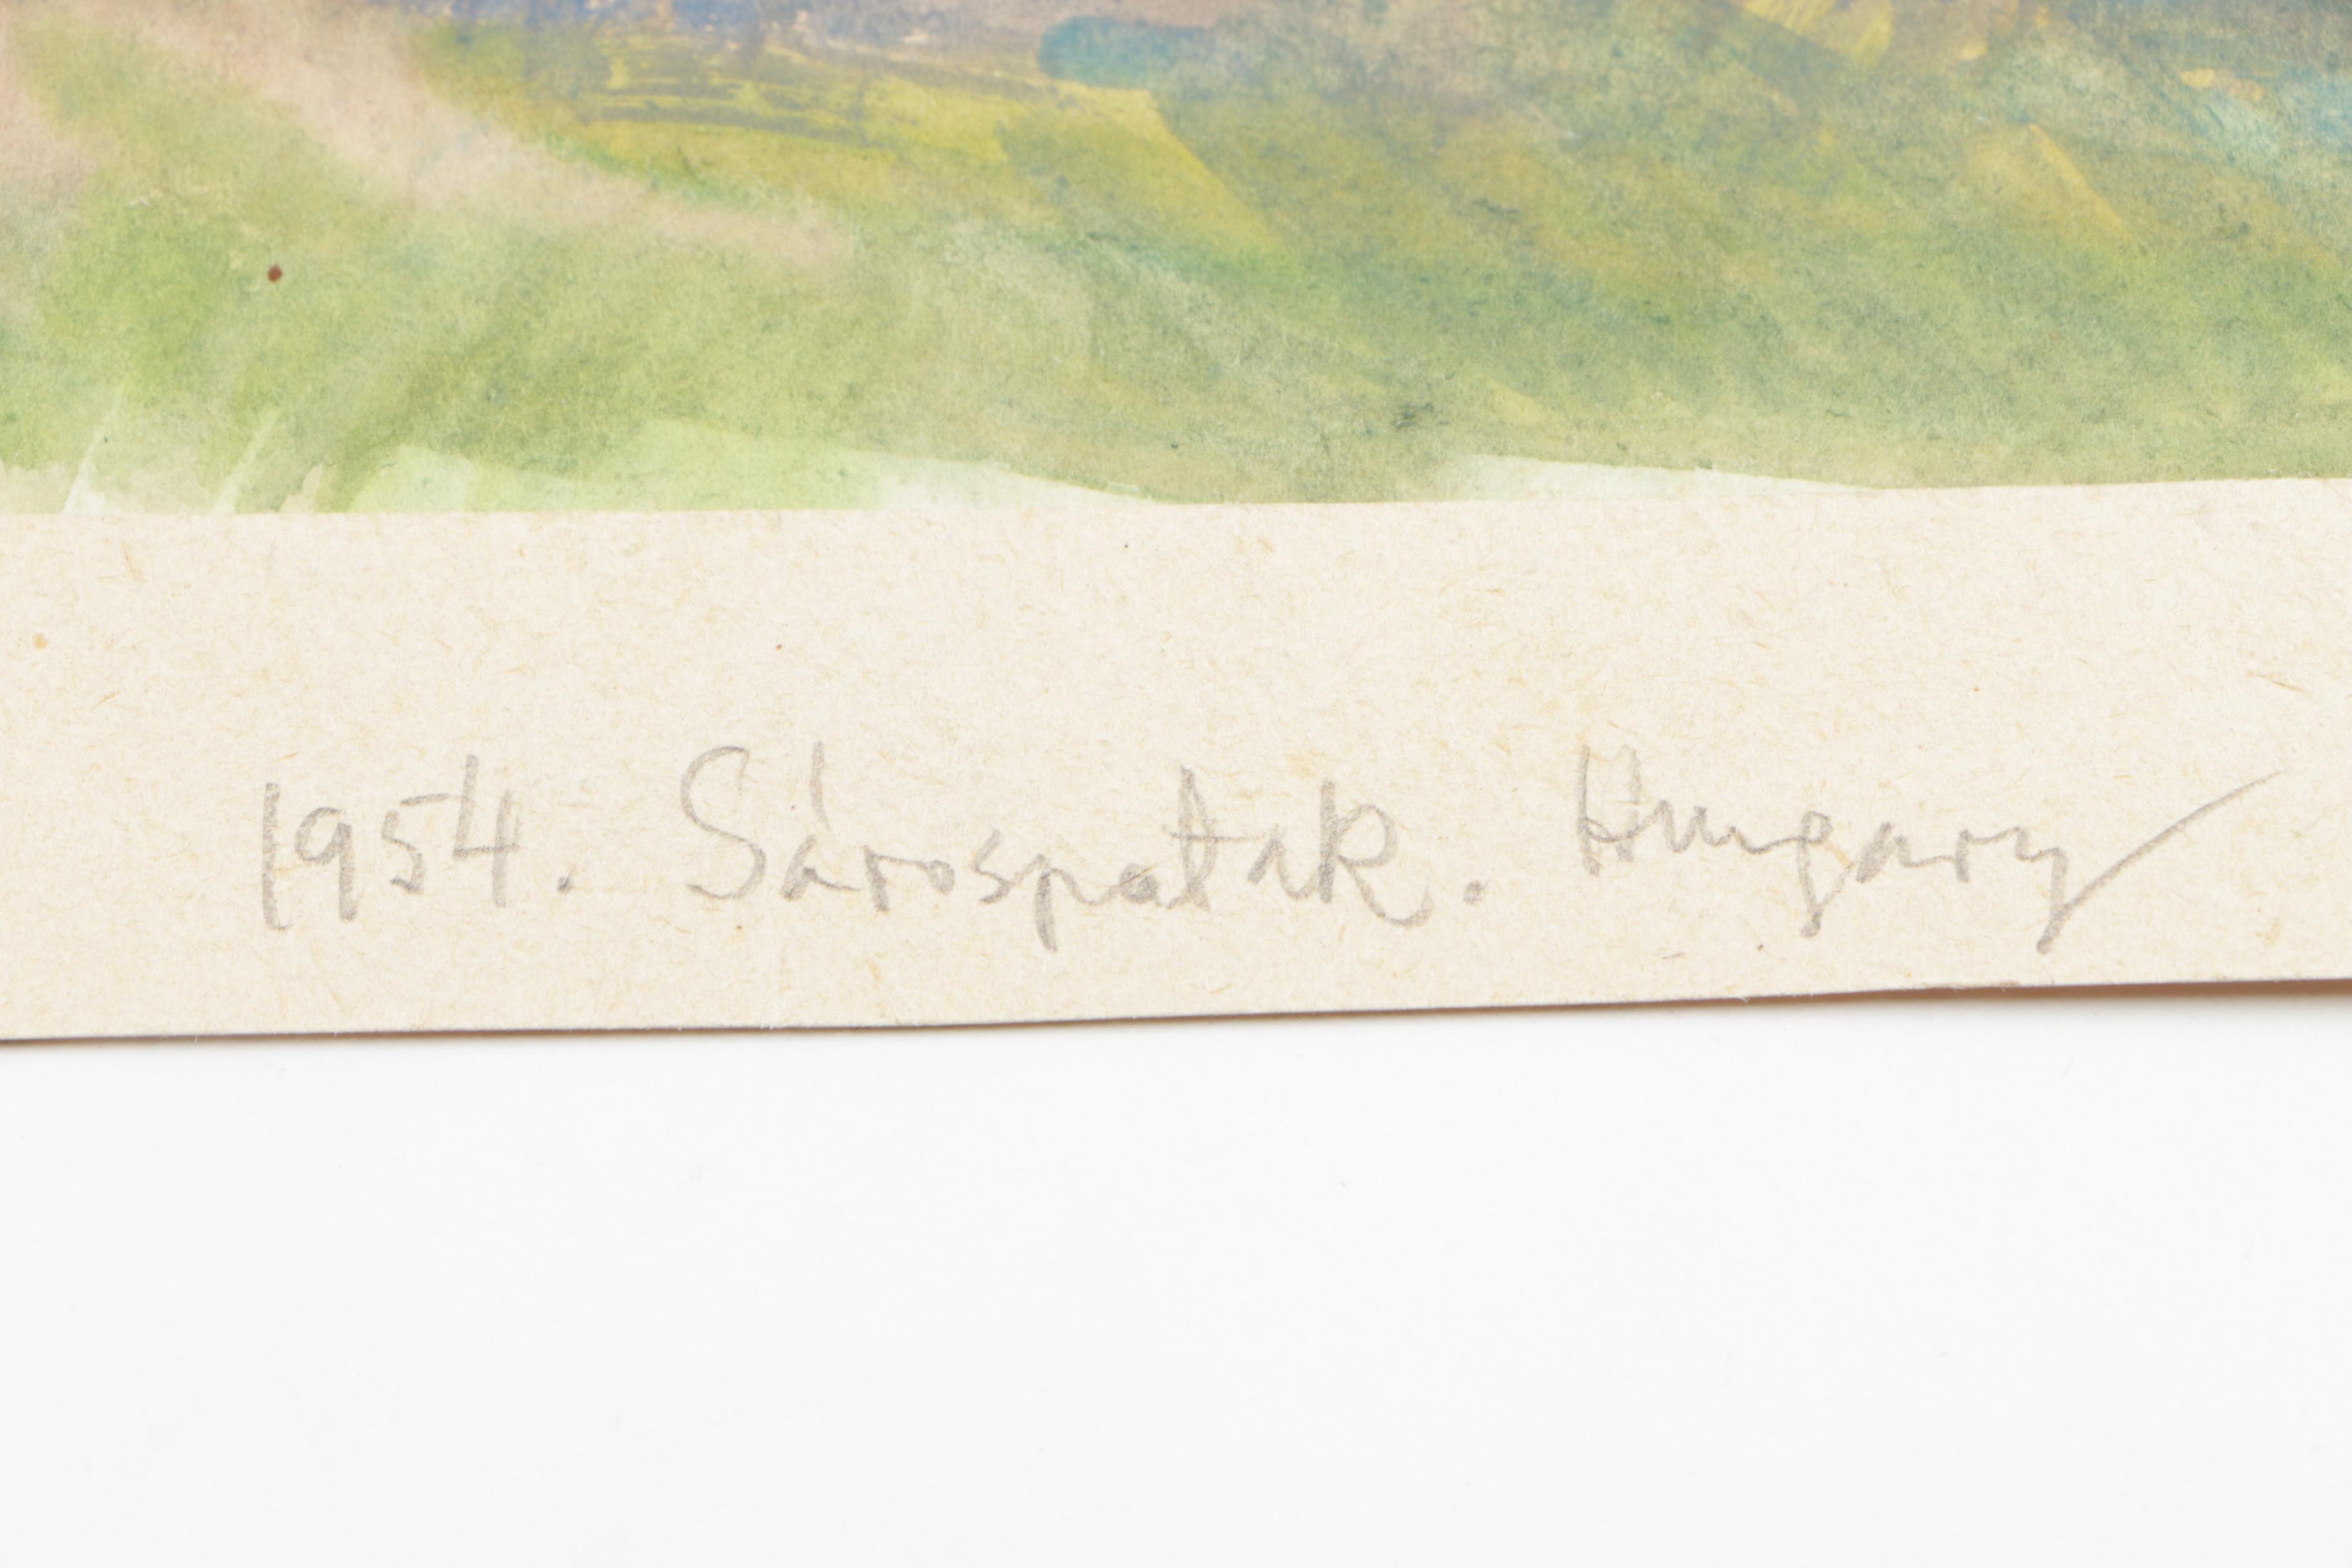 1954. Sárospatak. Hungary